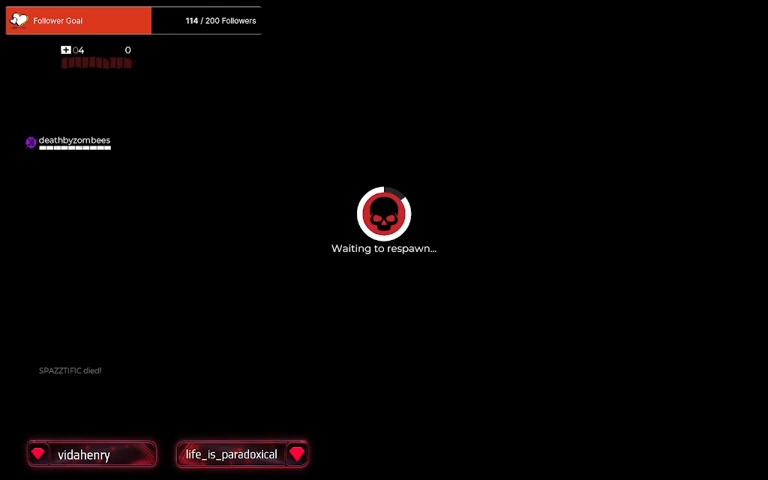 Follower Goal 114 / 200 Followers
04 0
deathbyzombees
Waiting to respawn...
SPAZZTIFIC died!
vidahenry life_is_paradoxical